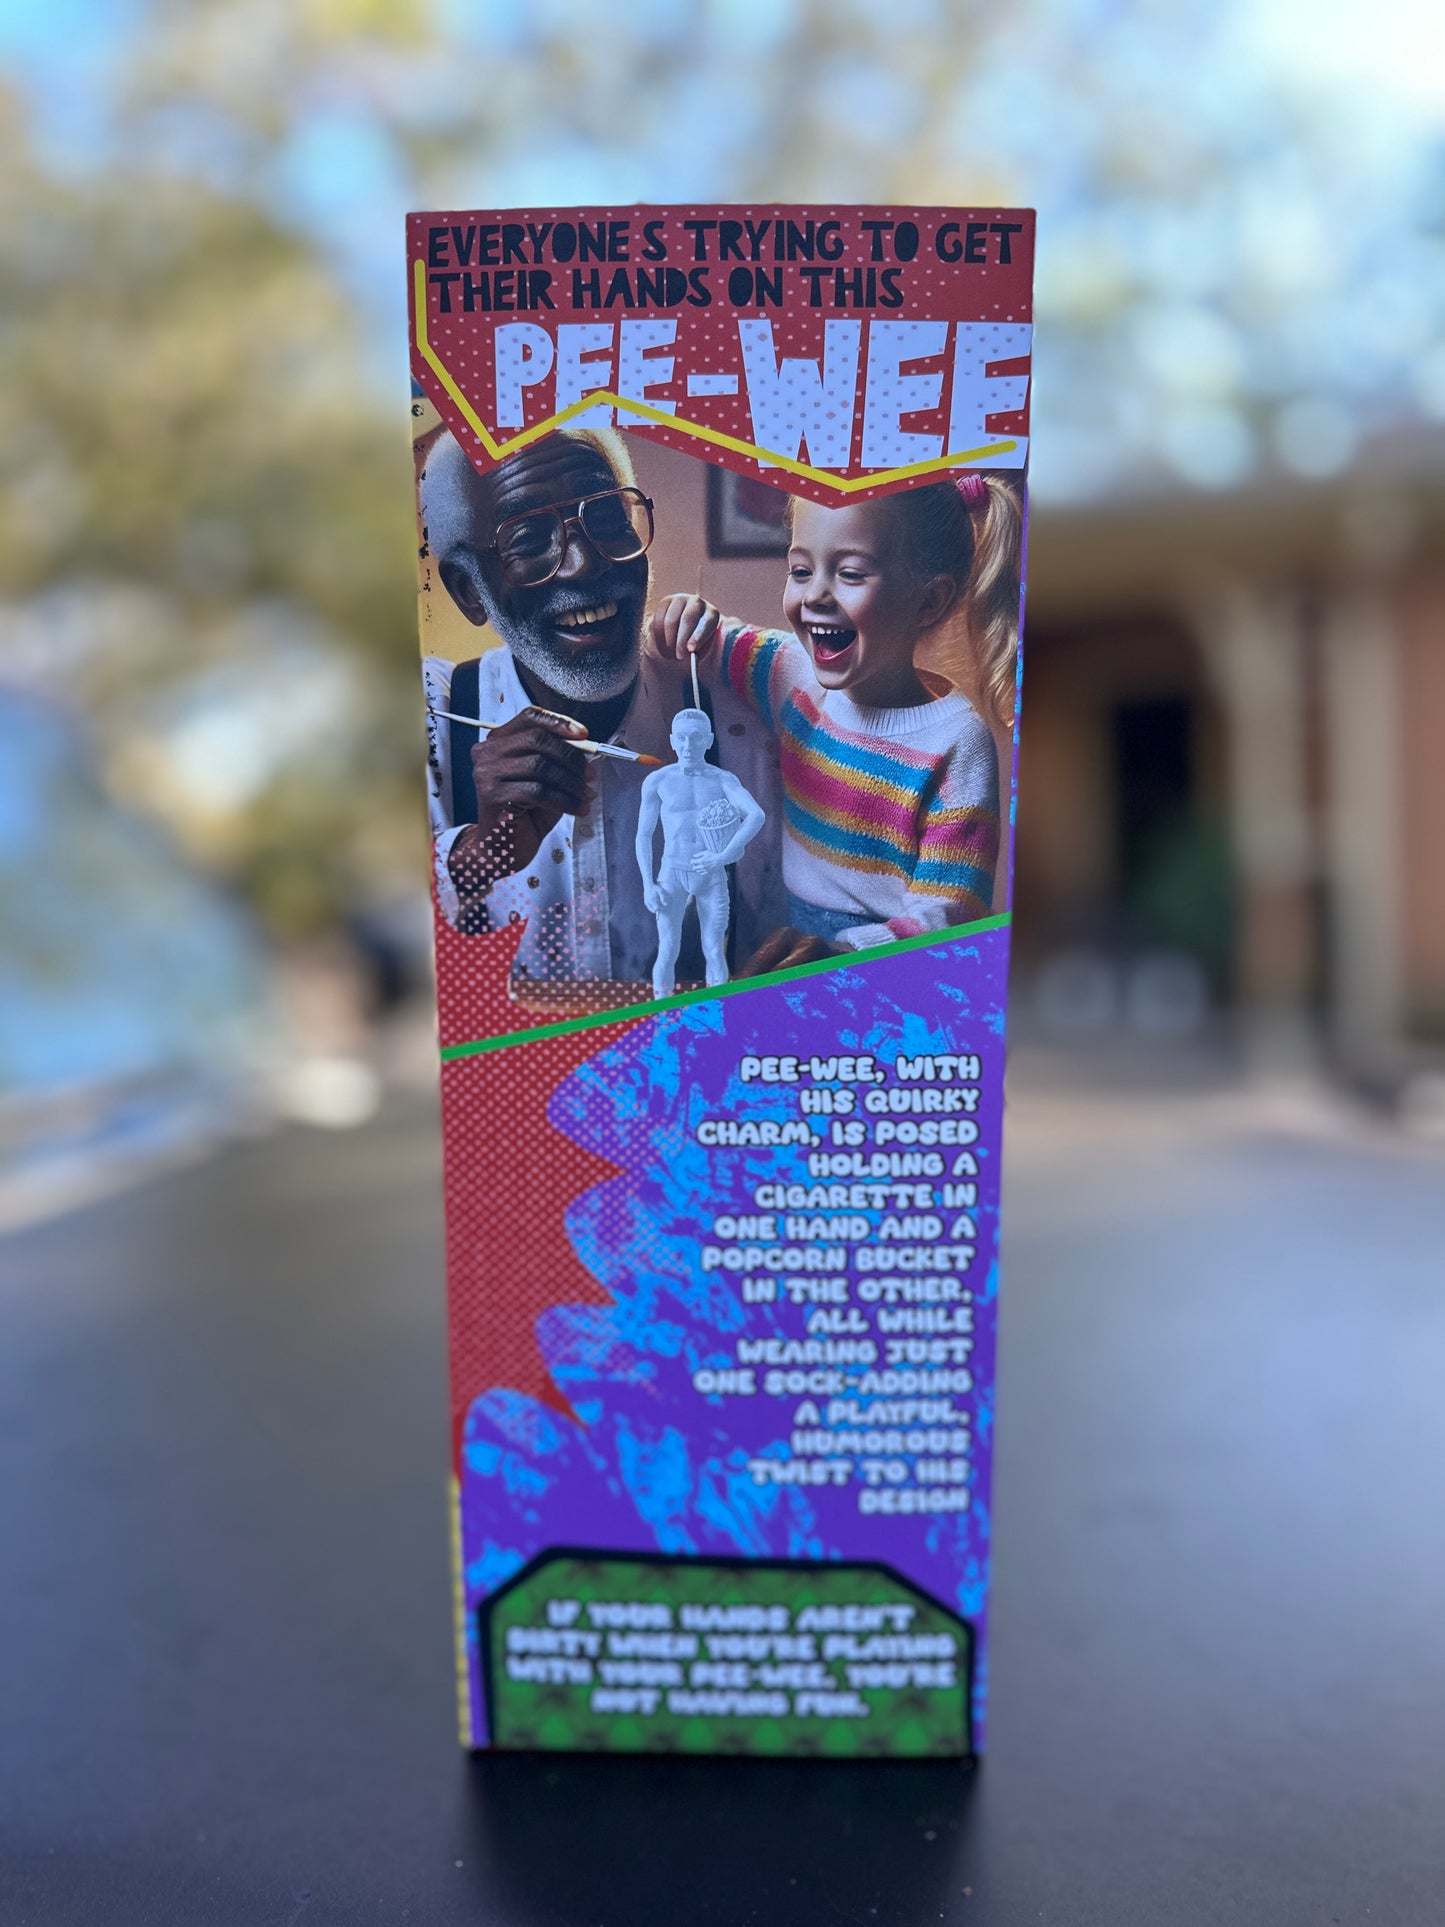 EVERYONE S TRYING TO GET
THEIR HANDS ON THIS
PEE-WEE
PEE-WEE, WITH
HIS QUIRKY
CHARM, IS POSED
HOLDING A
CIGARETTE IN
ONE HAND AND A
POPCORN BUCKET
IN THE OTHER,
ALL WHILE
WEARING JUST
ONE SOCK-ADDING
A PLAYFUL,
HUMOROUS
TWIST TO HIS
DESIGN
IF YOUR HANDS AREN'T
DIRTY WHEN YOU'RE PLAYING
WITH YOUR PEE-WEE, YOU'RE
NOT HAVING FUN.